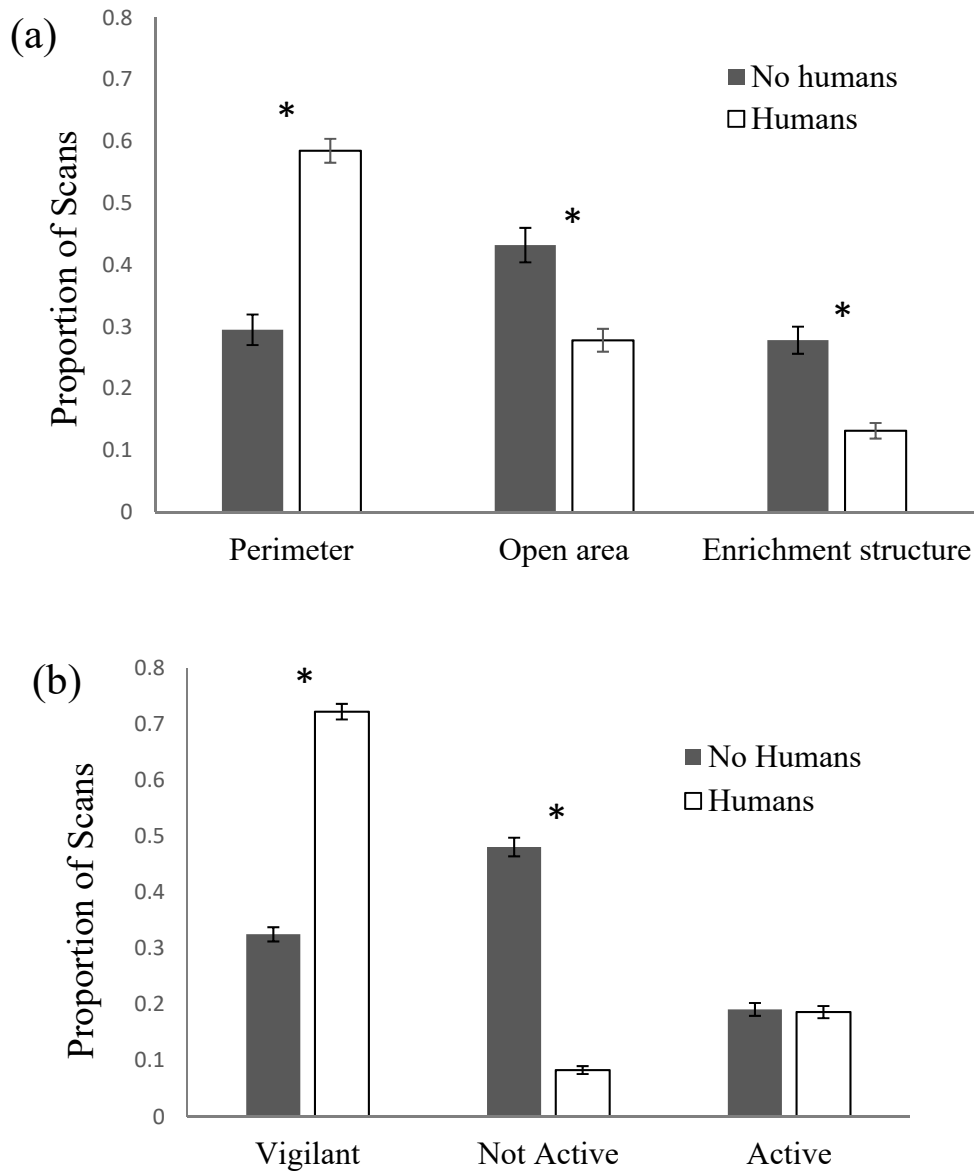 (a)
Proportion of Scans
0.8
0.7
0.6
0.5
0.4
0.3
0.2
0.1
0
No humans
Humans
*
*
*
Perimeter
Open area
Enrichment structure
(b)
Proportion of Scans
0.8
0.7
0.6
0.5
0.4
0.3
0.2
0.1
0
No Humans
Humans
*
*
Vigilant
Not Active
Active